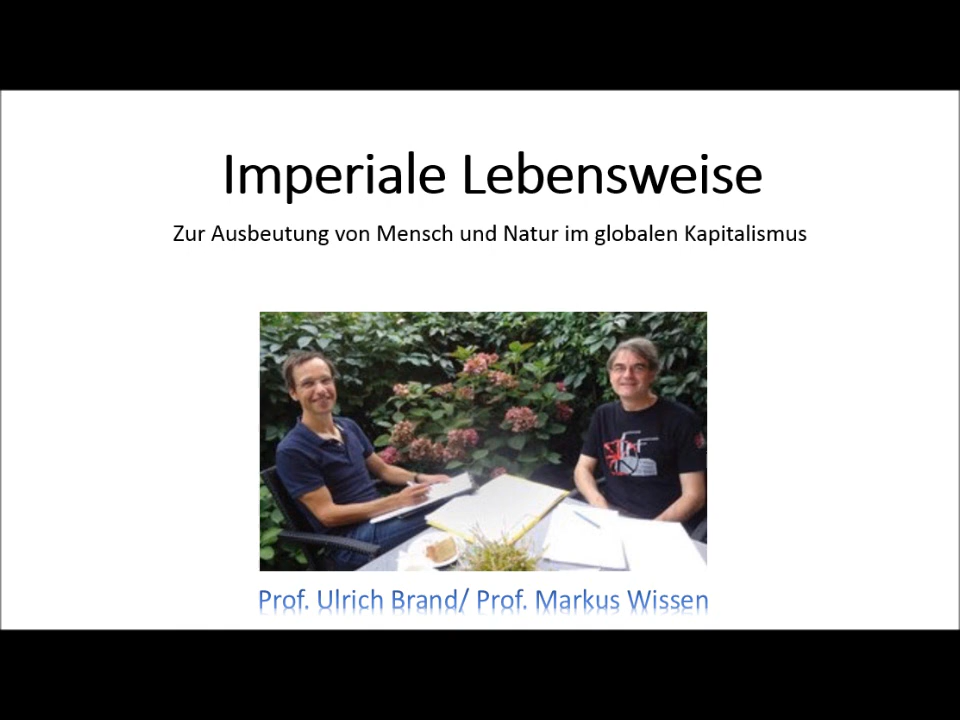 Imperiale Lebensweise
Zur Ausbeutung von Mensch und Natur im globalen Kapitalismus
Prof. Ulrich Brand/ Prof. Markus Wissen